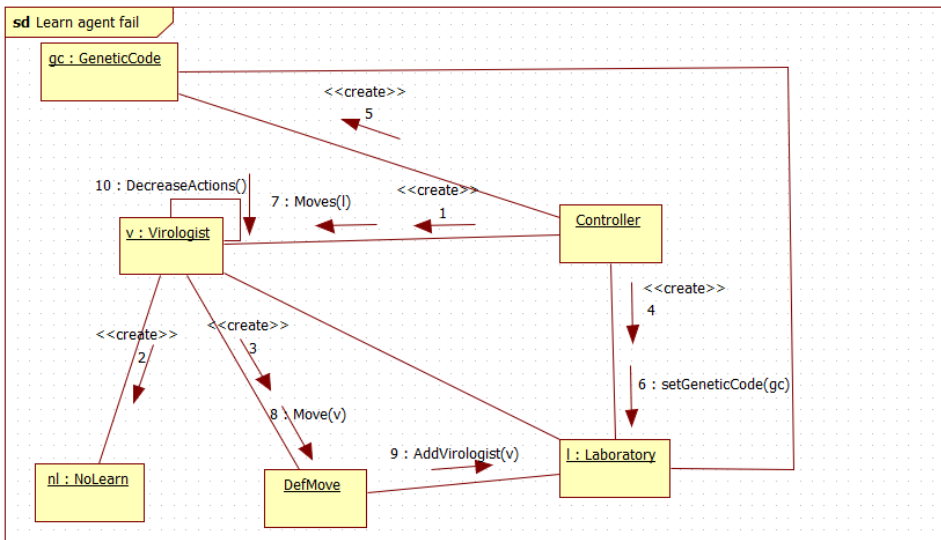 sd Learn agent fail
gc : GeneticCode
<<create>>
5
10 : DecreaseActions()
7 : Moves(l)
<<create>>
1
v : Virologist
Controller
<<create>>
4
<<create>>
2
<<create>>
3
6 : setGeneticCode(gc)
8 : Move(v)
9 : AddVirologist(v)
l : Laboratory
nl : NoLearn
DefMove